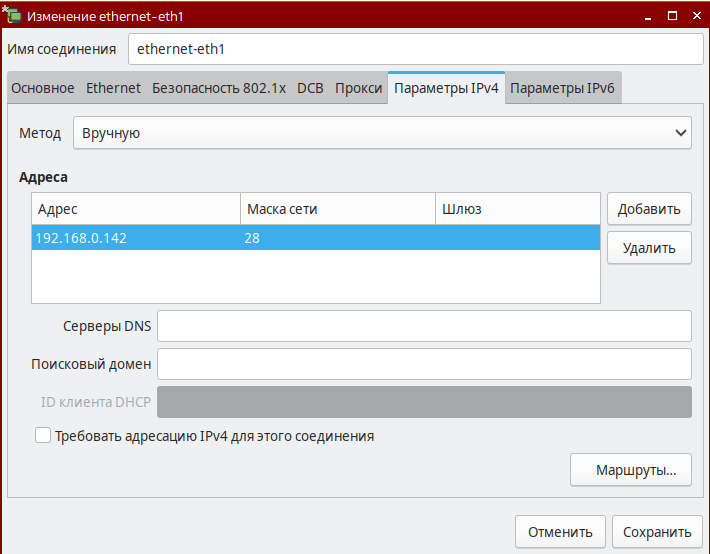 Изменение ethernet-eth1
Имя соединения ethernet-eth1
Основное Ethernet Безопасность 802.1x DCB Прокси Параметры IPv4 Параметры IPv6
Метод Вручную
Адреса
Адрес Маска сети Шлюз Добавить
192.168.0.142 28
Удалить
Серверы DNS
Поисковый домен
ID клиента DHCP
Требовать адресацию IPv4 для этого соединения
Маршруты...
Отменить Сохранить